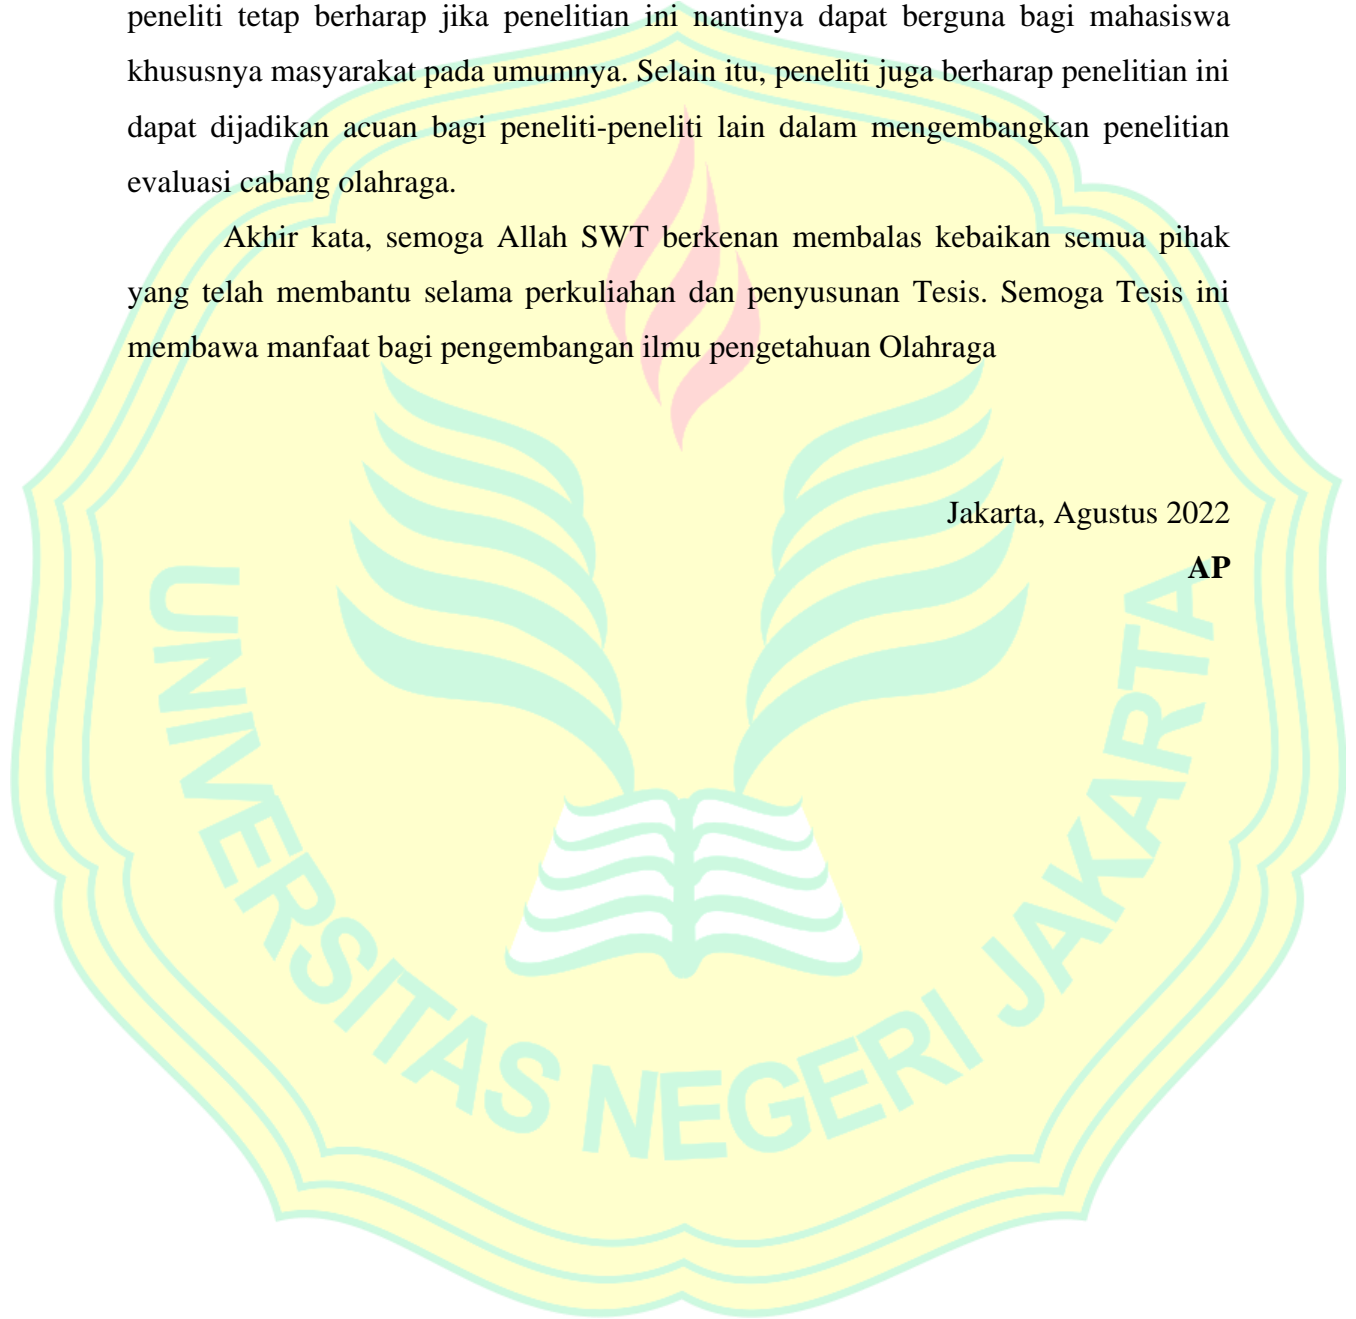 peneliti tetap berharap jika penelitian ini nantinya dapat berguna bagi mahasiswa
khususnya masyarakat pada umumnya. Selain itu, peneliti juga berharap penelitian ini
dapat dijadikan acuan bagi peneliti-peneliti lain dalam mengembangkan penelitian
evaluasi cabang olahraga.
Akhir kata, semoga Allah SWT berkenan membalas kebaikan semua pihak
yang telah membantu selama perkuliahan dan penyusunan Tesis. Semoga Tesis ini
membawa manfaat bagi pengembangan ilmu pengetahuan Olahraga
Jakarta, Agustus 2022
AP
UNIVERSITAS NEGERI JAKARTA